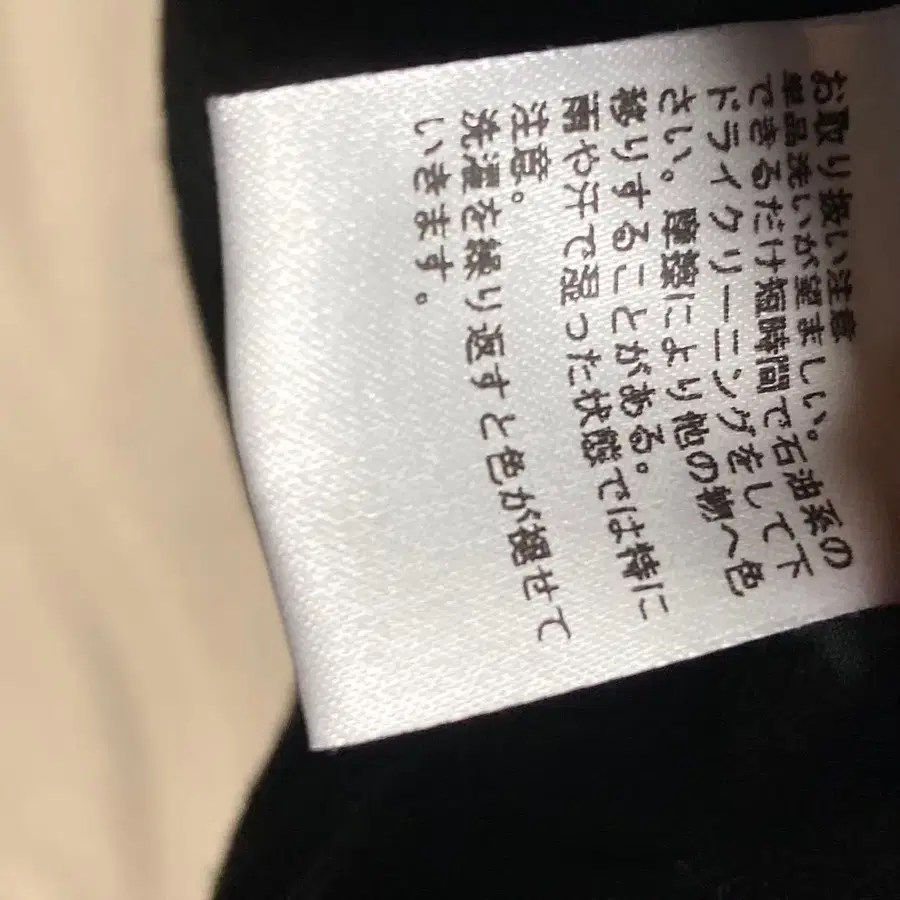 お取り扱い注意
単品洗いが望ましい。
できるだけ短時間で石油系の
ドライクリーニングをして下
さい。摩擦により他の物へ色
移りすることがある。
雨や汗で湿った状態では特に
注意。
洗濯を繰り返すと色が褪せて
いきます。